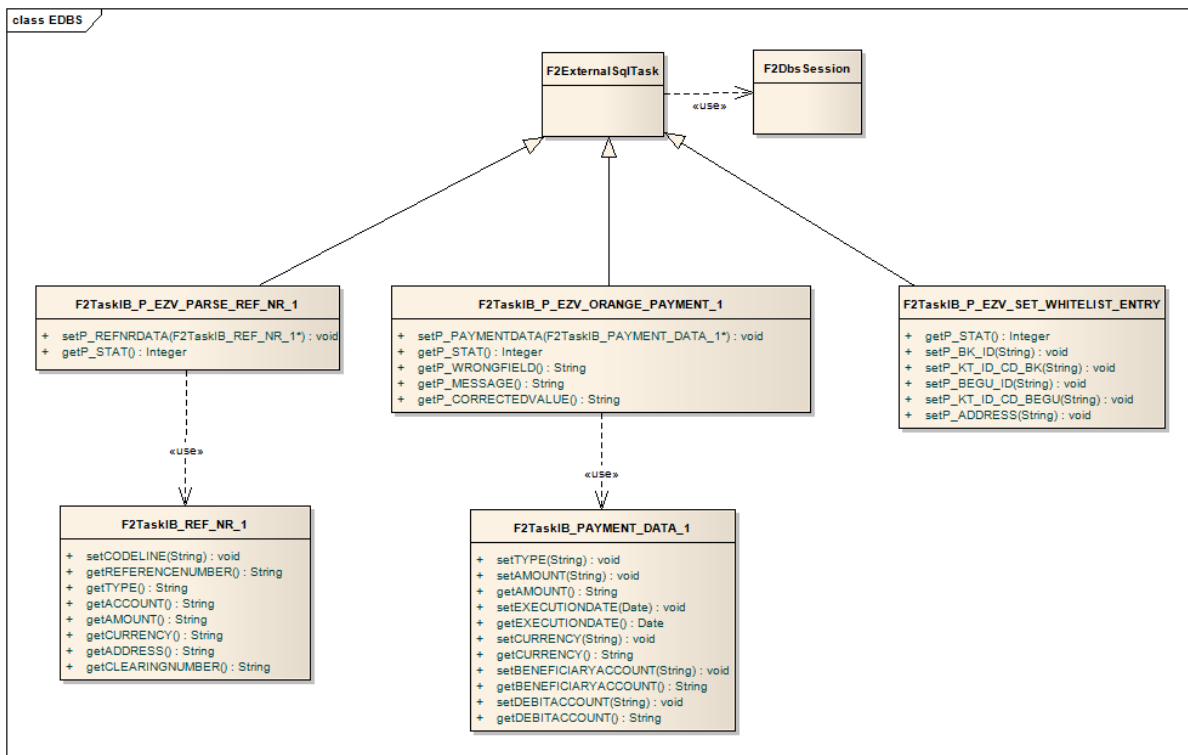 class EDBS
F2ExternalSqlTask
F2DbsSession
«use»
F2TaskIB_P_EZV_PARSE_REF_NR_1
+ setP_REFNRDATA(F2TaskIB_REF_NR_1*) : void
+ getP_STAT() : Integer
F2TaskIB_P_EZV_ORANGE_PAYMENT_1
+ setP_PAYMENTDATA(F2TaskIB_PAYMENT_DATA_1*) : void
+ getP_STAT() : Integer
+ getP_WRONGFIELD() : String
+ getP_MESSAGE() : String
+ getP_CORRECTEDVALUE() : String
F2TaskIB_P_EZV_SET_WHITELIST_ENTRY
+ getP_STAT() : Integer
+ setP_BK_ID(String) : void
+ setP_KT_ID_CD_BK(String) : void
+ setP_BEGU_ID(String) : void
+ setP_KT_ID_CD_BEGU(String) : void
+ setP_ADDRESS(String) : void
«use»
«use»
F2TaskIB_REF_NR_1
+ setCODELINE(String) : void
+ getREFERENCENUMBER() : String
+ getTYPE() : String
+ getACCOUNT() : String
+ getAMOUNT() : String
+ getCURRENCY() : String
+ getADDRESS() : String
+ getCLEARINGNUMBER() : String
F2TaskIB_PAYMENT_DATA_1
+ setTYPE(String) : void
+ setAMOUNT(String) : void
+ getAMOUNT() : String
+ setEXECUTIONDATE(Date) : void
+ getEXECUTIONDATE() : Date
+ setCURRENCY(String) : void
+ getCURRENCY() : String
+ setBENEFICIARYACCOUNT(String) : void
+ getBENEFICIARYACCOUNT() : String
+ setDEBITACCOUNT(String) : void
+ getDEBITACCOUNT() : String